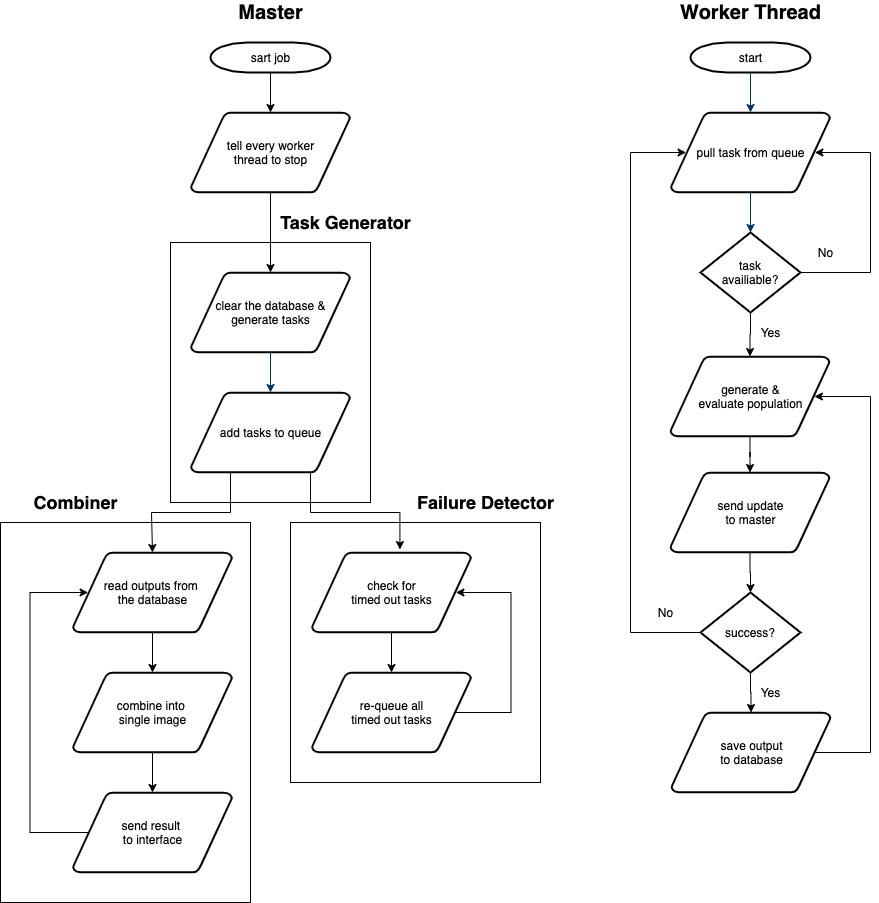 Master
sart job
tell every worker
thread to stop
Task Generator
clear the database &
generate tasks
add tasks to queue
Combiner
read outputs from
the database
combine into
single image
send result
to interface
Failure Detector
check for
timed out tasks
re-queue all
timed out tasks
Worker Thread
start
pull task from queue
task
availiable?
No
Yes
generate &
evaluate population
send update
to master
success?
No
Yes
save output
to database